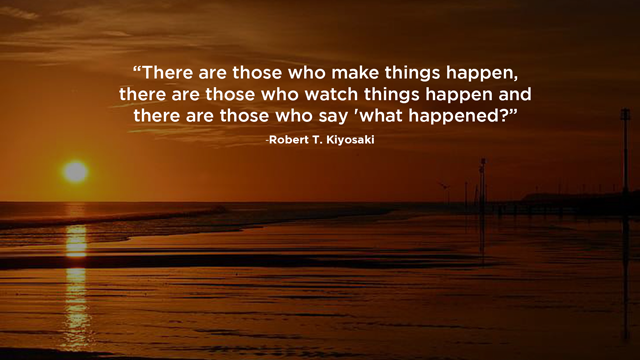 “There are those who make things happen,
there are those who watch things happen and
there are those who say 'what happened?”
-Robert T. Kiyosaki